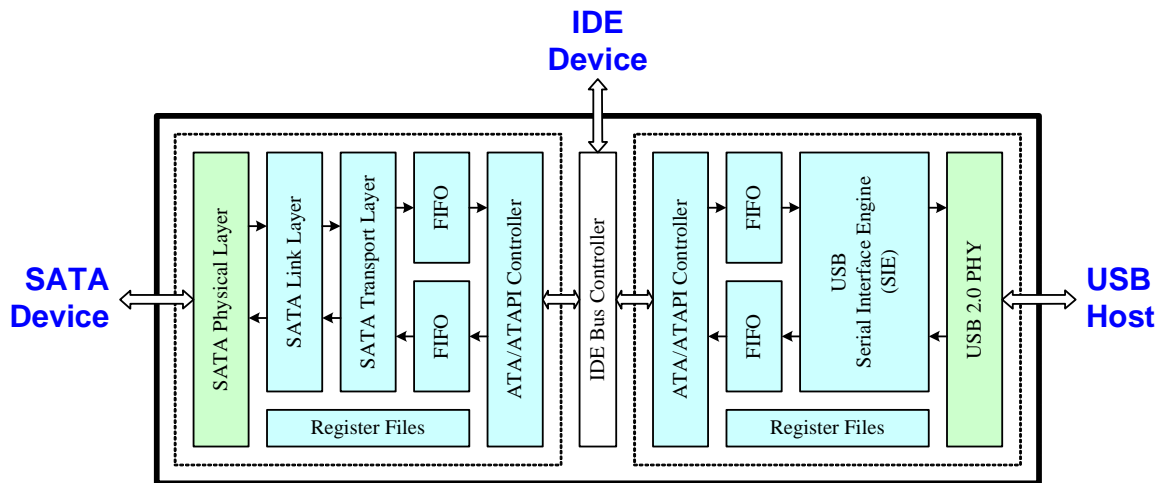 IDE
Device
SATA
Device
SATA Physical Layer
SATA Link Layer
SATA Transport Layer
FIFO
FIFO
Register Files
ATA/ATAPI Controller
IDE Bus Controller
ATA/ATAPI Controller
FIFO
FIFO
USB
Serial Interface Engine
(SIE)
Register Files
USB 2.0 PHY
USB
Host